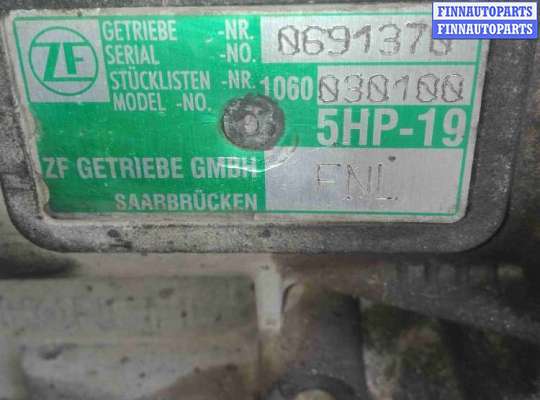 FINNAUTOPARTS
FINNAUTOPARTS
ZF
GETRIEBE -NR.
SERIAL -NO. 0691370
STÜCKLISTEN -NR. 1060 030100
MODEL -NO.
5HP-19
ZF GETRIEBE GMBH FNL
SAARBRÜCKEN